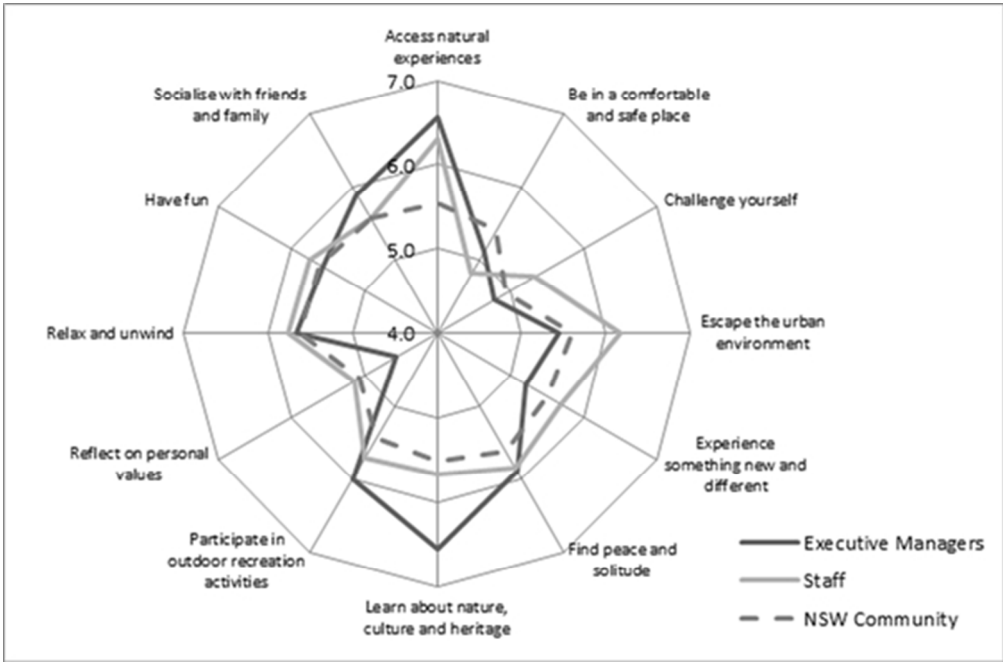 Access natural
experiences
7.0
Socialise with friends
and family
Be in a comfortable
and safe place
6.0
Have fun
Challenge yourself
5.0
Relax and unwind
4.0
Escape the urban
environment
Reflect on personal
values
Experience
something new and
different
Participate in
outdoor recreation
activities
Find peace and
solitude
Learn about nature,
culture and heritage
Executive Managers
Staff
NSW Community